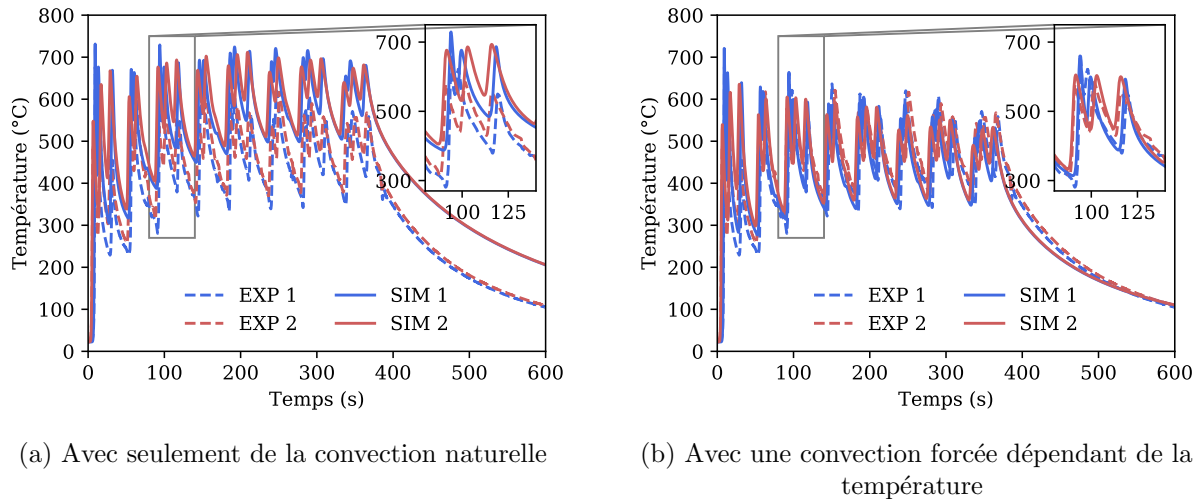 800
700
600
500
400
300
200
100
0
Température (°C)
0 100 200 300 400 500 600
Temps (s)
700
500
300
100 125
EXP 1 SIM 1
EXP 2 SIM 2
(a) Avec seulement de la convection naturelle
800
700
600
500
400
300
200
100
0
Température (°C)
0 100 200 300 400 500 600
Temps (s)
700
500
300
100 125
EXP 1 SIM 1
EXP 2 SIM 2
(b) Avec une convection forcée dépendant de la
température